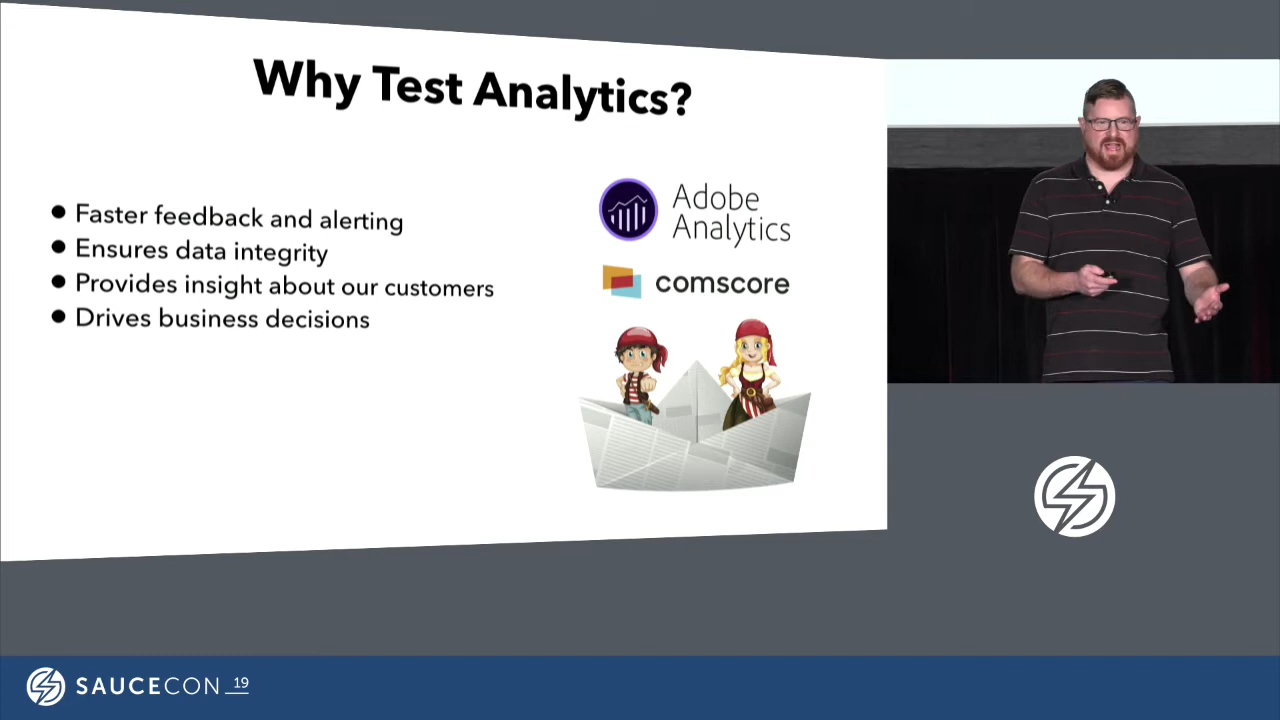 Why Test Analytics?
● Faster feedback and alerting
● Ensures data integrity
● Provides insight about our customers
● Drives business decisions
Adobe
Analytics
comscore
SAUCECON 19